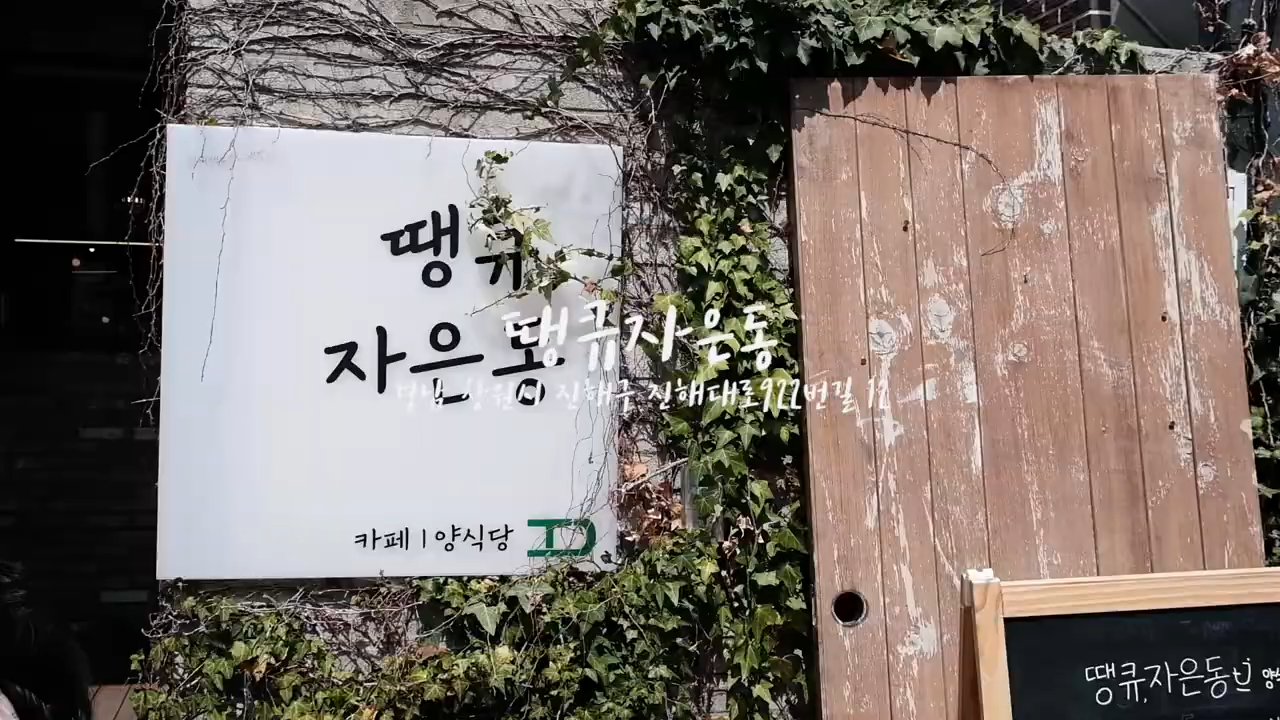 땡큐
자은동
카페 | 양식당
땡큐자은동
경남 창원시 진해구 진해대로922번길 12
땡큐,자은동